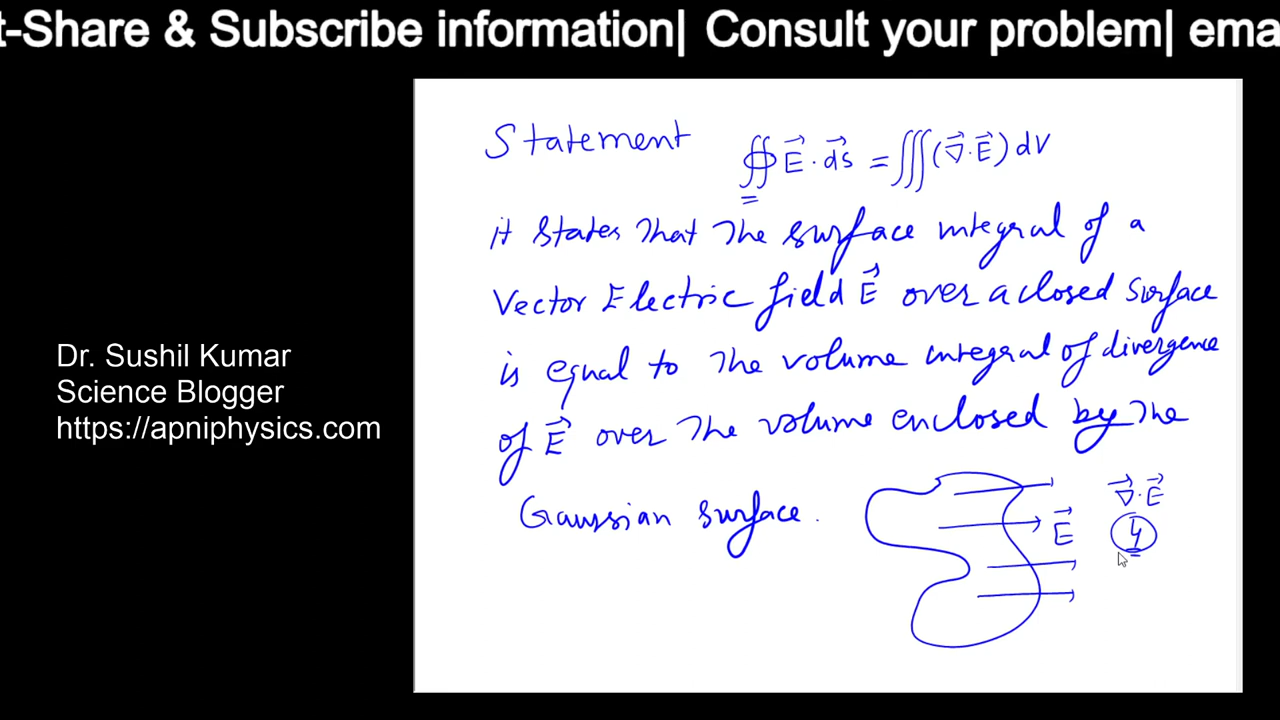 t-Share & Subscribe information| Consult your problem| ema
Statement
∯ E⃗ · d⃗s = ∭(∇⃗ · E⃗) dV
it states that the surface integral of a
Vector Electric field E⃗ over a closed surface
is equal to the volume integral of divergence
of E⃗ over the volume enclosed by the
Gaussian surface.
E⃗
∇⃗ · E⃗
4
Dr. Sushil Kumar
Science Blogger
https://apniphysics.com